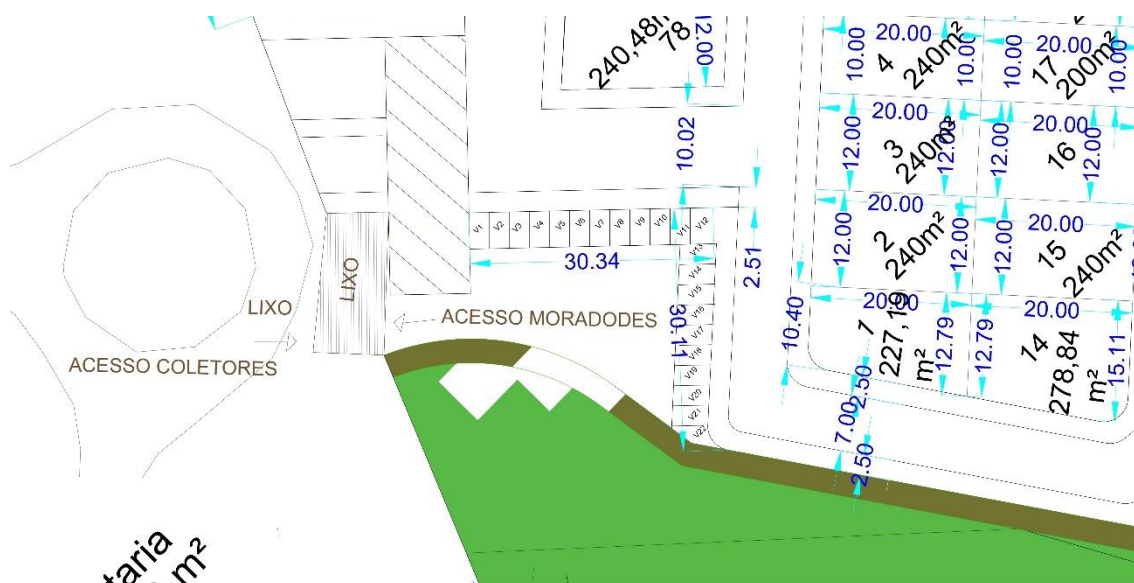 240,48m
78
12.00
10.02
20.00
4
240m²
10.00
10.00
20.00
17
200m²
10.00
10.00
20.00
3
240m²
12.00
12.00
20.00
16
12.00
12.00
20.00
2
240m²
12.00
12.00
20.00
15
240m²
12.00
20.00
1
227,19
m²
12.79
20.00
14
278,84
m²
12.79
15.11
V1
V2
V3
V4
V5
V6
V7
V8
V9
V10
V11
V12
V13
V14
V15
V16
V17
V18
V19
V20
V21
V22
30.34
30.11
2.51
10.40
2.50
7.00
2.50
LIXO
LIXO
ACESSO MORADODES
ACESSO COLETORES
taria
m²